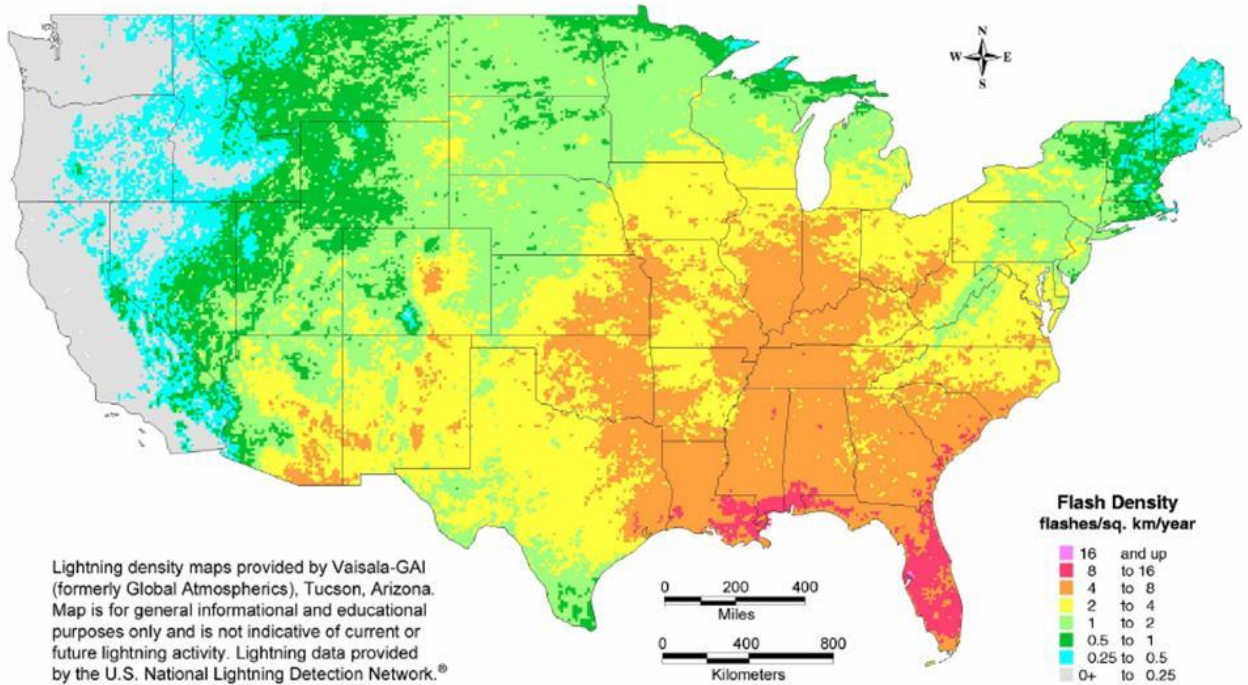 N
W E
S
Flash Density
flashes/sq. km/year
16 and up
8 to 16
4 to 8
2 to 4
1 to 2
0.5 to 1
0.25 to 0.5
0+ to 0.25
Lightning density maps provided by Vaisala-GAI
(formerly Global Atmospherics), Tucson, Arizona.
Map is for general informational and educational
purposes only and is not indicative of current or
future lightning activity. Lightning data provided
by the U.S. National Lightning Detection Network.®
0 200 400
Miles
0 400 800
Kilometers